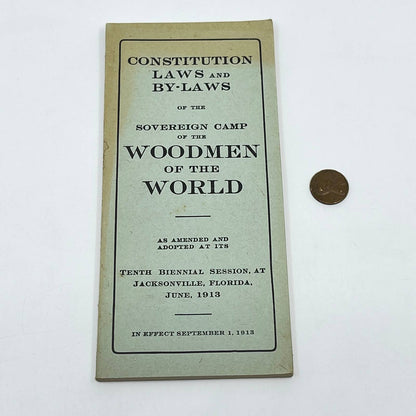 CONSTITUTION
LAWS AND
BY-LAWS
OF THE
SOVEREIGN CAMP
OF THE
WOODMEN
OF THE
WORLD
AS AMENDED AND
ADOPTED AT ITS
TENTH BIENNIAL SESSION, AT
JACKSONVILLE, FLORIDA,
JUNE, 1913
IN EFFECT SEPTEMBER 1, 1913